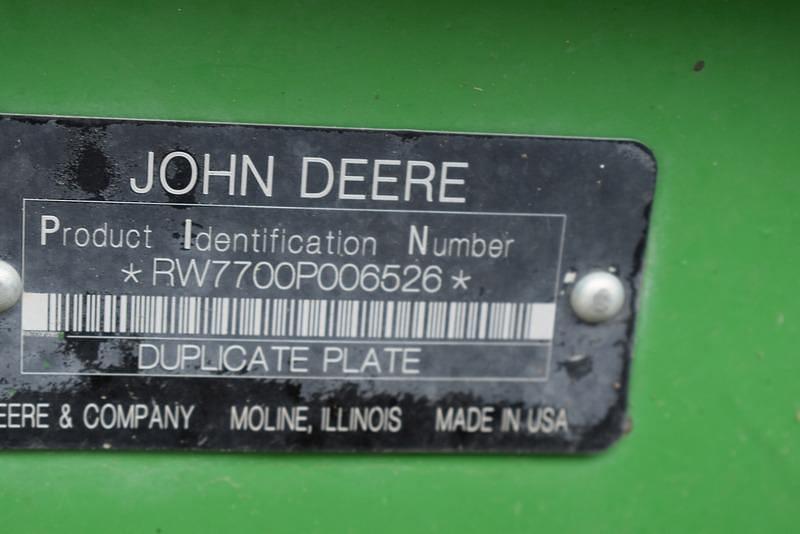 JOHN DEERE
Product Identification Number
*RW7700P006526*
DUPLICATE PLATE
EERE & COMPANY MOLINE, ILLINOIS MADE IN USA